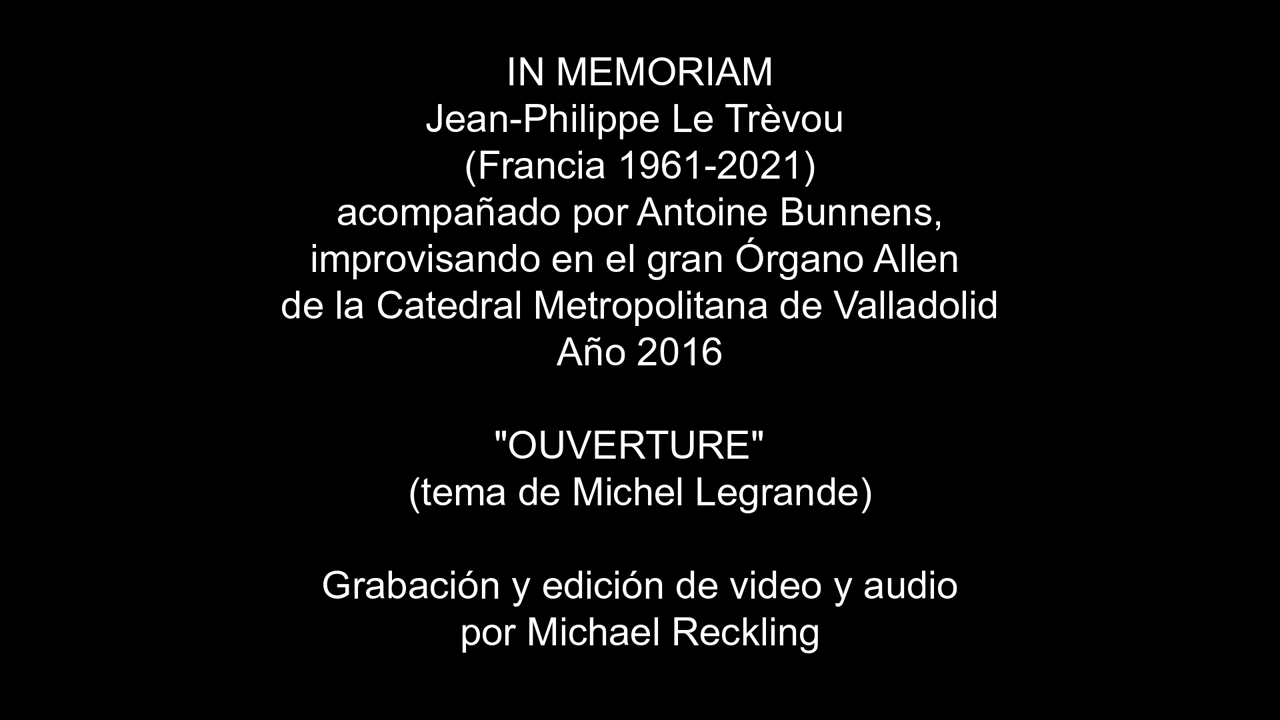 IN MEMORIAM
Jean-Philippe Le Trèvou
(Francia 1961-2021)
acompañado por Antoine Bunnens,
improvisando en el gran Órgano Allen
de la Catedral Metropolitana de Valladolid
Año 2016
"OUVERTURE"
(tema de Michel Legrande)
Grabación y edición de video y audio
por Michael Reckling